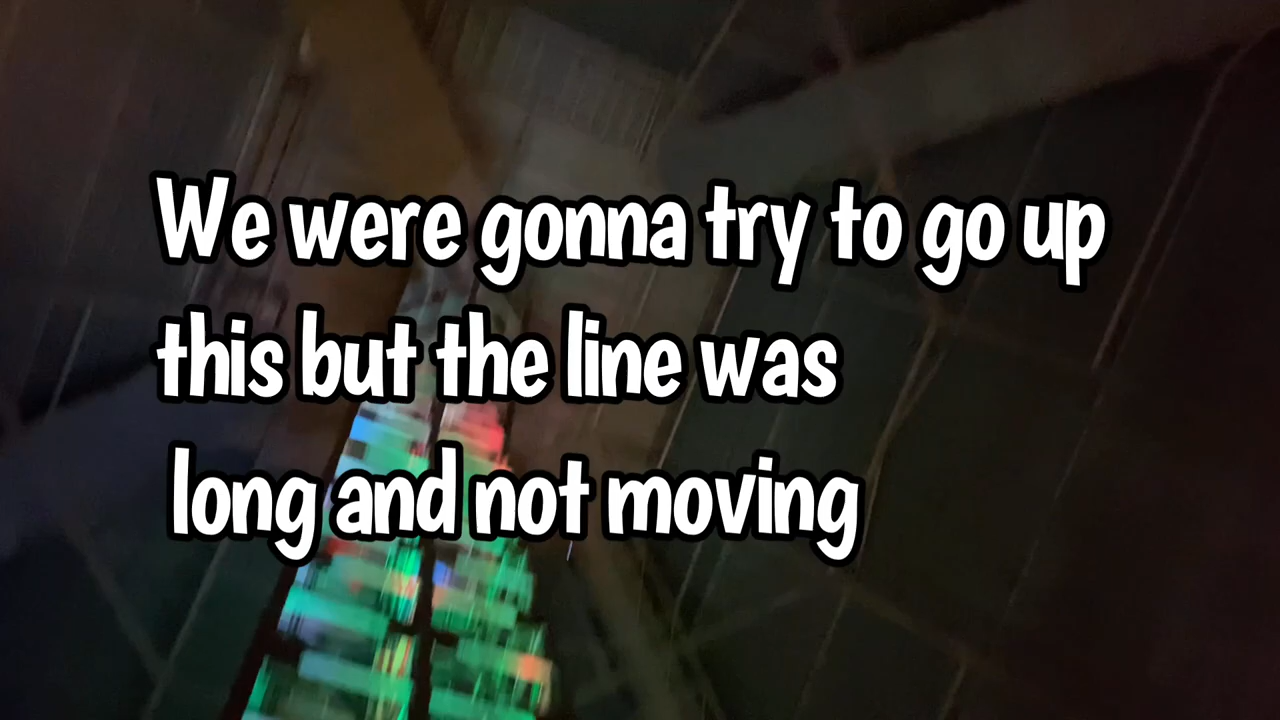 We were gonna try to go up
this but the line was
long and not moving